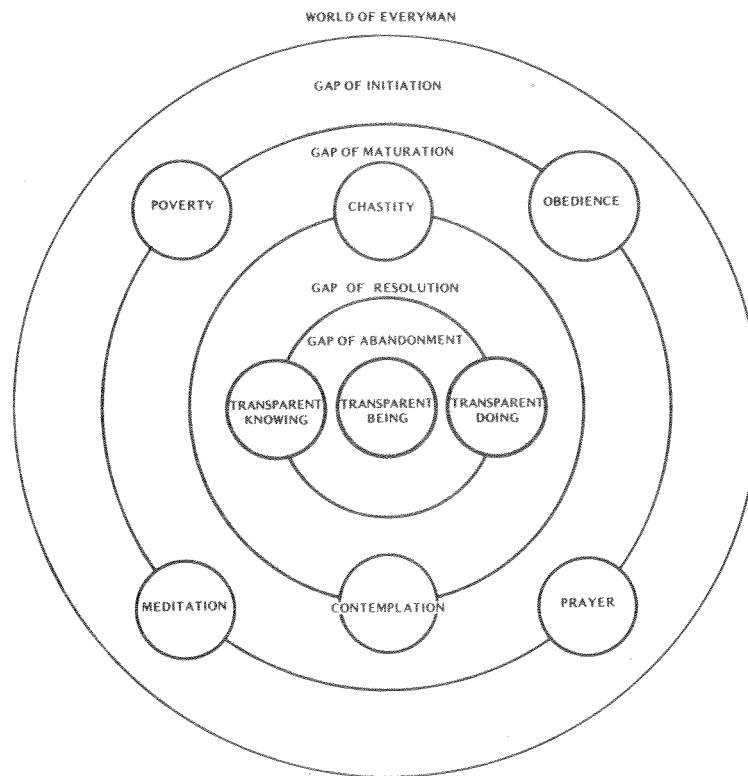 WORLD OF EVERYMAN
GAP OF INITIATION
GAP OF MATURATION
POVERTY
CHASTITY
OBEDIENCE
GAP OF RESOLUTION
GAP OF ABANDONMENT
TRANSPARENT
KNOWING
TRANSPARENT
BEING
TRANSPARENT
DOING
MEDITATION
CONTEMPLATION
PRAYER